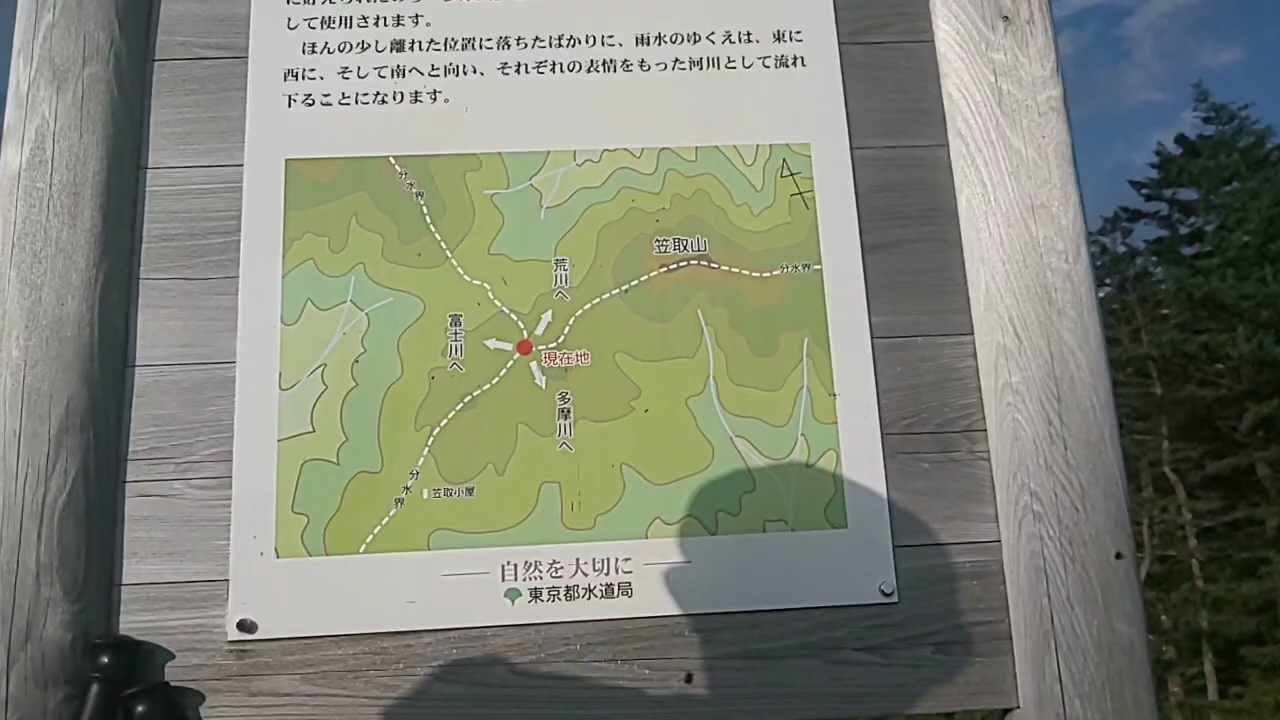 して使用されます。
ほんの少し離れた位置に落ちたばかりに、雨水のゆくえは、東に
西に、そして南へと向い、それぞれの表情をもった河川として流れ
下ることになります。
分水界
笠取山
荒川へ
分水界
富士川へ
現在地
多摩川へ
分水界
笠取小屋
自然を大切に
東京都水道局